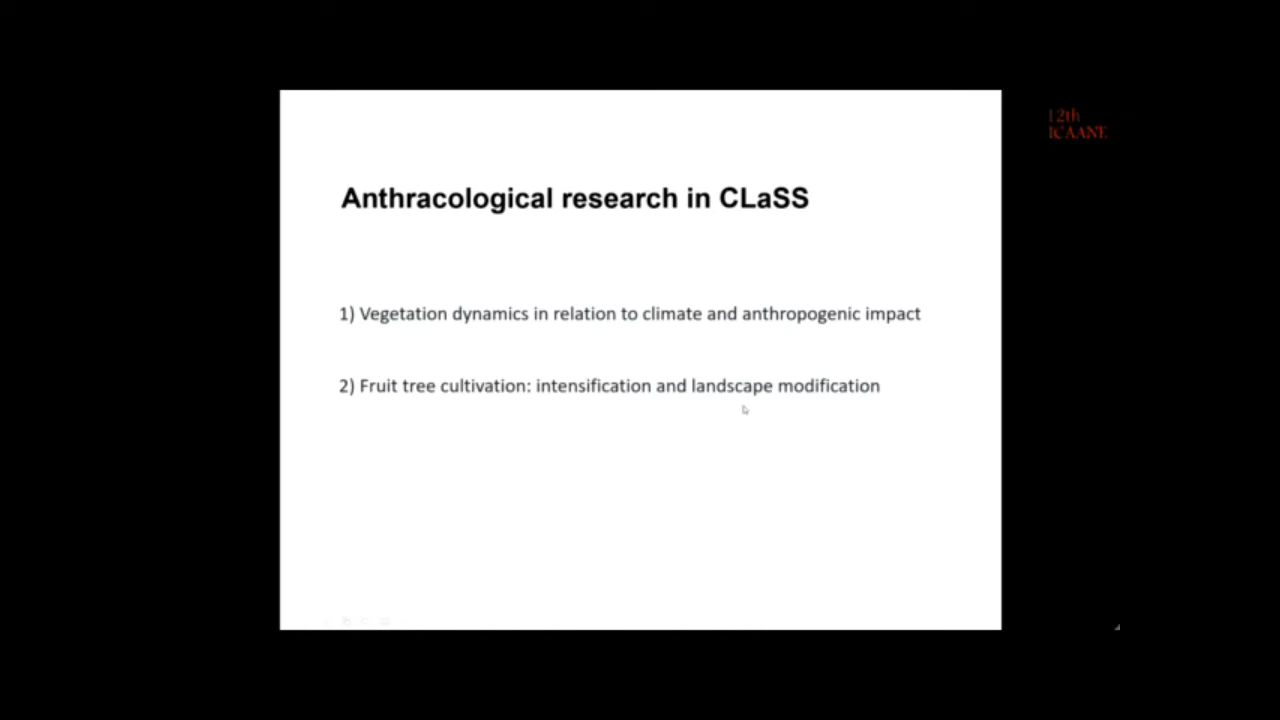 12th
ICAANE
Anthracological research in CLaSS
1) Vegetation dynamics in relation to climate and anthropogenic impact
2) Fruit tree cultivation: intensification and landscape modification